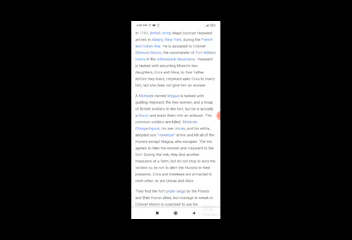 In 1757, British Army Major Duncan Heyward
arrives in Albany, New York, during the French
and Indian War. He is assigned to Colonel
Edmund Munro, the commander of Fort William
Henry in the Adirondack Mountains. Heyward
is tasked with escorting Munro's two
daughters, Cora and Alice, to their father.
Before they leave, Heyward asks Cora to marry
him, but she does not give him an answer.
A Mohawk named Magua is tasked with
guiding Heyward, the two women, and a troop
of British soldiers to the fort, but he is actually
a Huron and leads them into an ambush. The
soldiers are killed. Mohican
Chingachgook, his son Uncas, and his white,
adopted son "Hawkeye" arrive and kill all of the
Hurons except Magua, who escapes. The trio
agrees to take the women and Heyward to the
fort. During the trek, they find another
massacre of a farm, but do not stop to bury the
victims so as not to alert the Hurons to their
presence. Cora and Hawkeye are attracted to
each other, as are Uncas and Alice.
They find the fort under siege by the French
and their Huron allies, but manage to sneak in.
Colonel Munro is surprised to see the